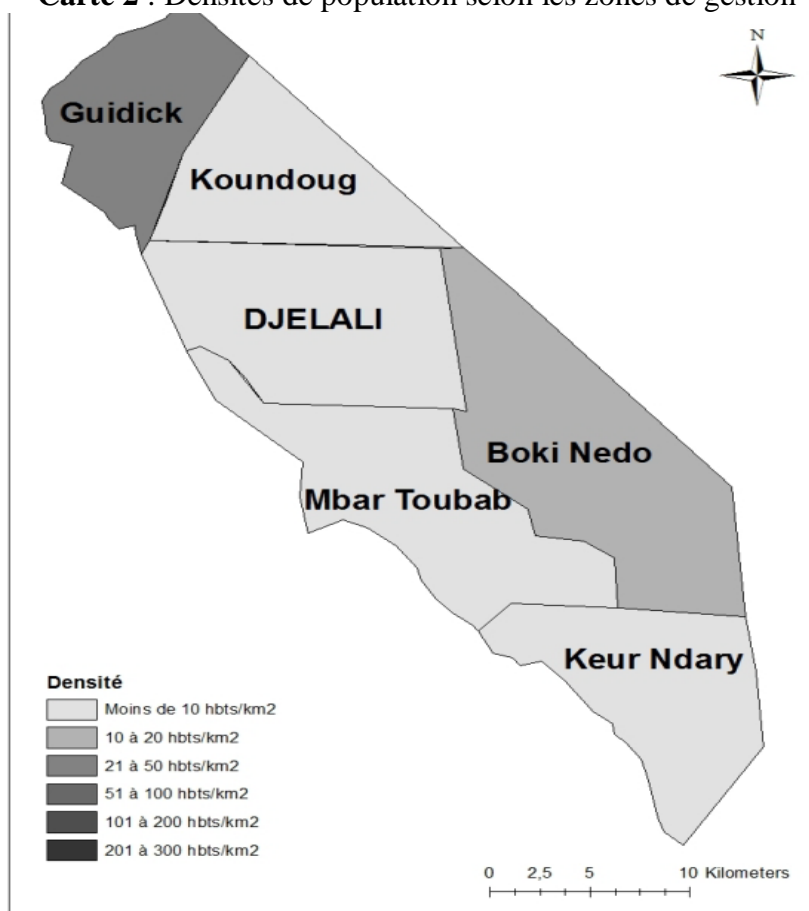 Carte 2 : Densités de population selon les zones de gestion
N
Guidick
Koundoug
DJELALI
Boki Nedo
Mbar Toubab
Keur Ndary
Densité
Moins de 10 hbts/km2
10 à 20 hbts/km2
21 à 50 hbts/km2
51 à 100 hbts/km2
101 à 200 hbts/km2
201 à 300 hbts/km2
0 2,5 5 10 Kilometers